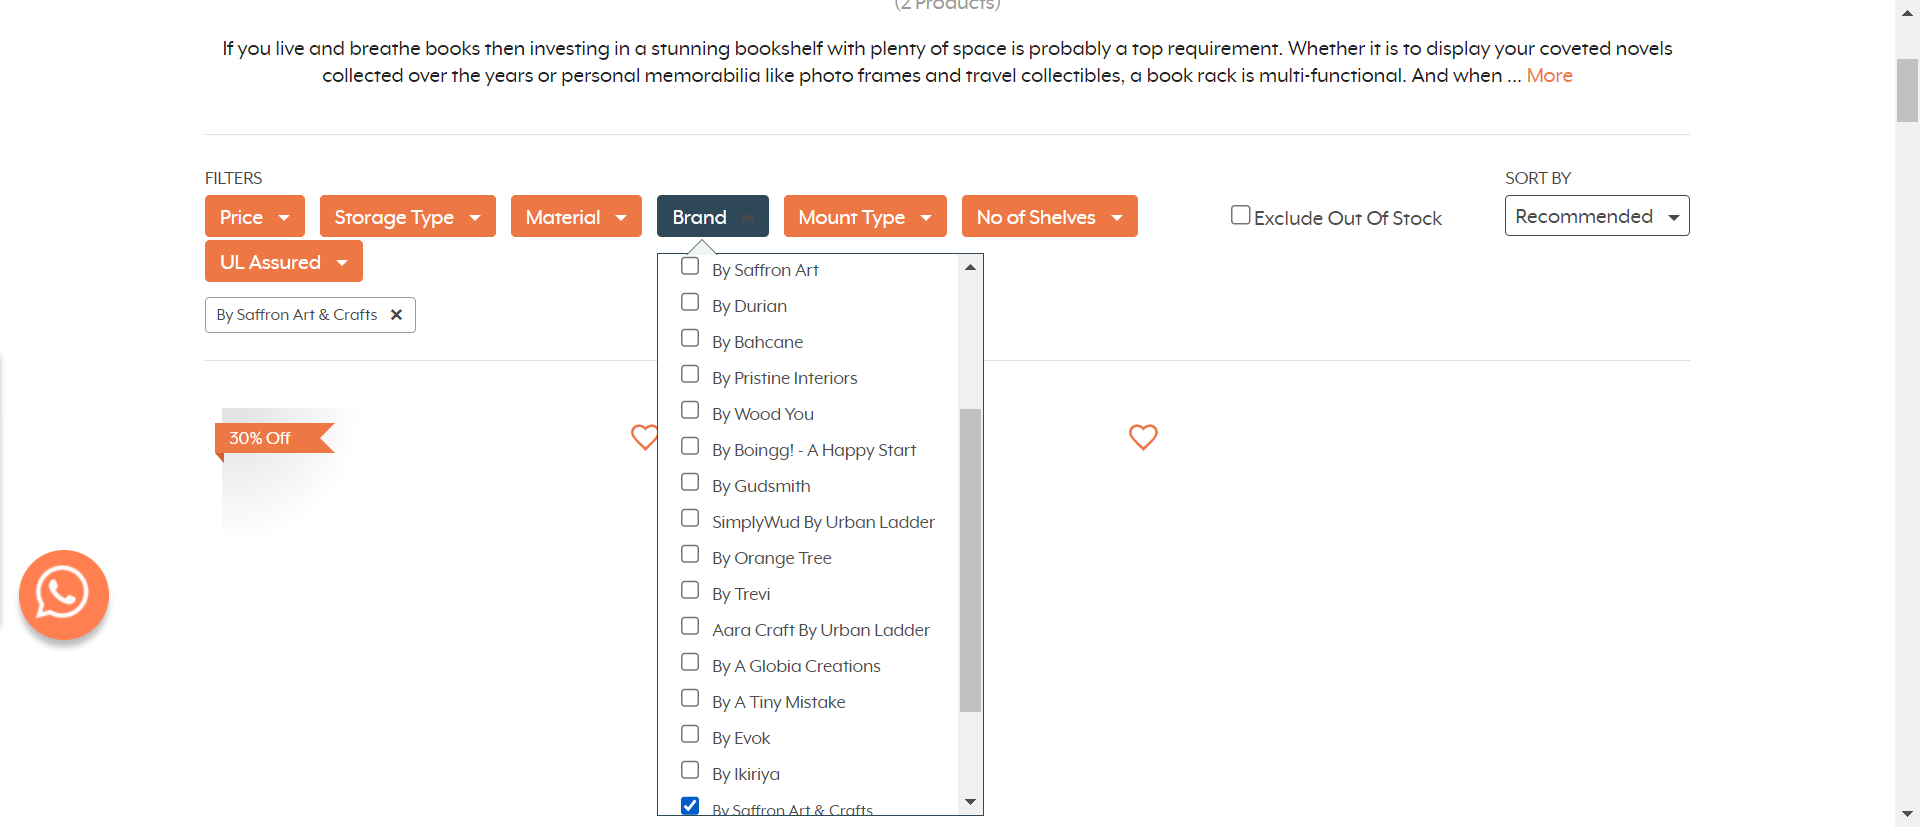 (2 Products)
If you live and breathe books then investing in a stunning bookshelf with plenty of space is probably a top requirement. Whether it is to display your coveted novels
collected over the years or personal memorabilia like photo frames and travel collectibles, a book rack is multi-functional. And when ... More
FILTERS
SORT BY
Price
Storage Type
Material
Brand
Mount Type
No of Shelves
Exclude Out Of Stock
Recommended
UL Assured
By Saffron Art & Crafts
By Saffron Art
By Durian
By Bahcane
By Pristine Interiors
By Wood You
By Boingg! - A Happy Start
By Gudsmith
SimplyWud By Urban Ladder
By Orange Tree
By Trevi
Aara Craft By Urban Ladder
By A Globia Creations
By A Tiny Mistake
By Evok
By Ikiriya
By Saffron Art & Crafts
30% Off